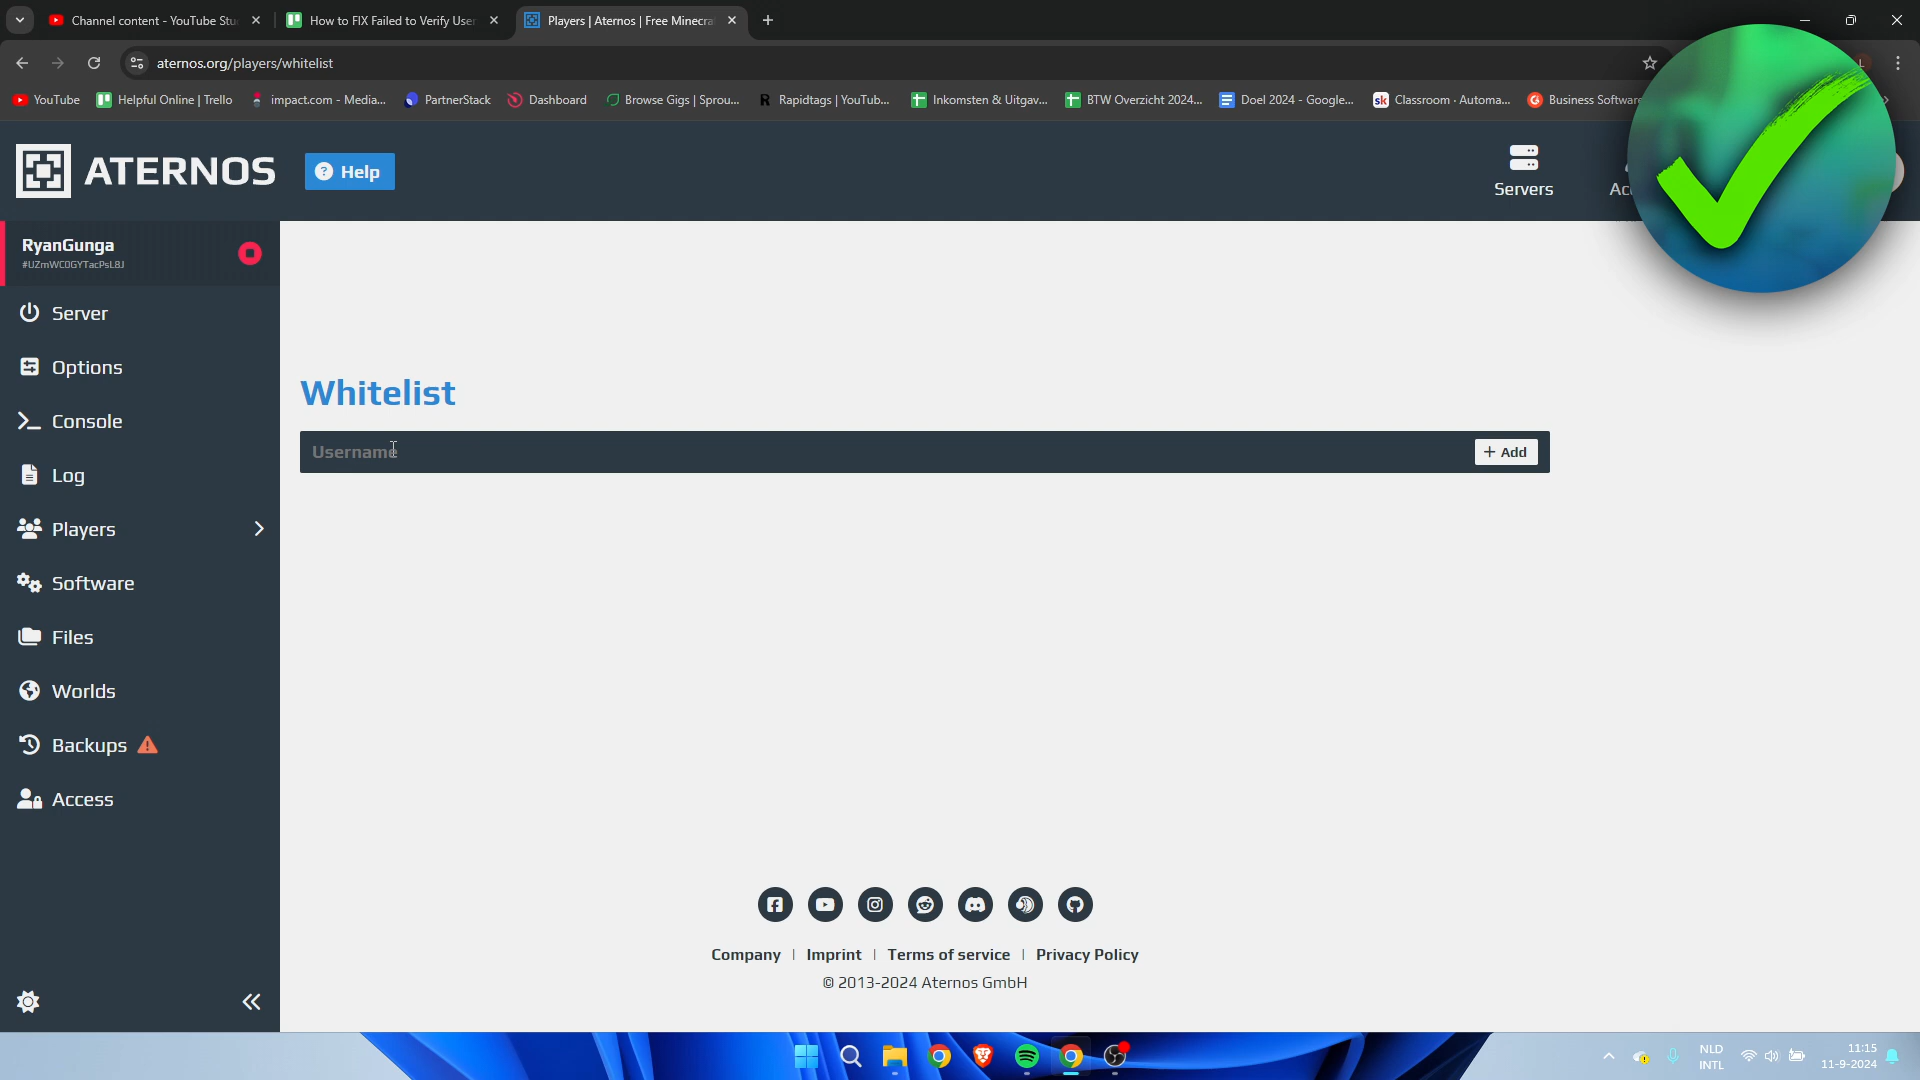 Channel content - YouTube Stu
How to FIX Failed to Verify User
Players | Aternos | Free Minecra
aternos.org/players/whitelist
YouTube
Helpful Online | Trello
impact.com - Media...
PartnerStack
Dashboard
Browse Gigs | Sprou...
Rapidtags | YouTub...
Inkomsten & Uitgav...
BTW Overzicht 2024...
Doel 2024 - Google...
Classroom · Automa...
Business Software
ATERNOS
Help
Servers
RyanGunga
Server
Options
Console
Log
Players
Software
Files
Worlds
Backups
Access
Whitelist
Username
+ Add
Company | Imprint | Terms of service | Privacy Policy
© 2013-2024 Aternos GmbH
NLD
INTL
11:15
11-9-2024